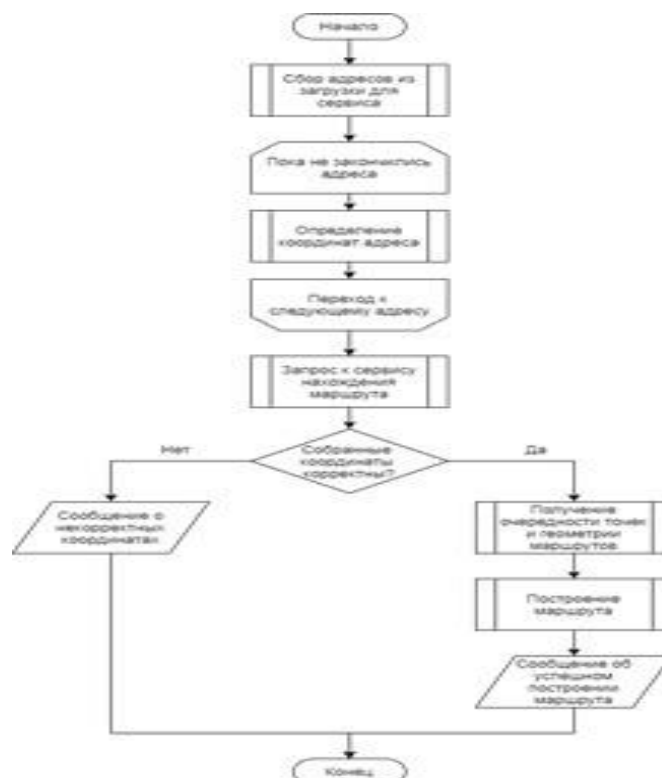 Начало
Сбор адресов из
загрузки для
сервиса
Пока не закончились
адреса
Определение
координат адреса
Переход к
следующему адресу
Запрос к сервису
нахождения
маршрута
Собранные
координаты
корректны?
Нет
Да
Сообщение о
некорректных
координатах
Получение
очередности точек
и геометрии
маршрутов
Построение
маршрута
Сообщение об
успешном
построении
маршрута
Конец